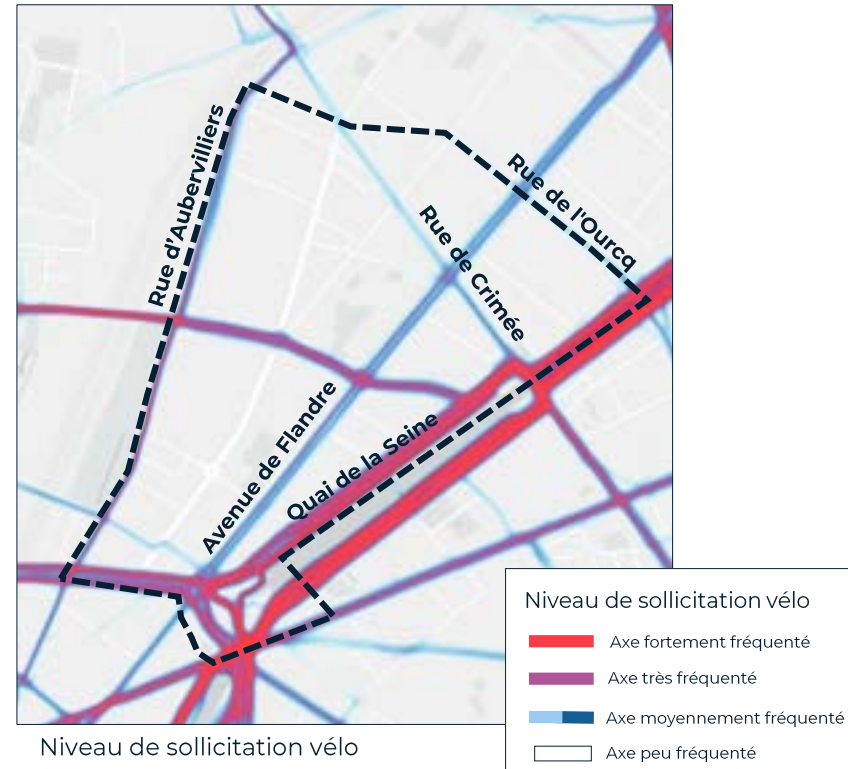 Rue d'Aubervilliers
Rue de l'Ourcq
Rue de Crimée
Avenue de Flandre
Quai de la Seine
Niveau de sollicitation vélo
Axe fortement fréquenté
Axe très fréquenté
Axe moyennement fréquenté
Axe peu fréquenté
Niveau de sollicitation vélo